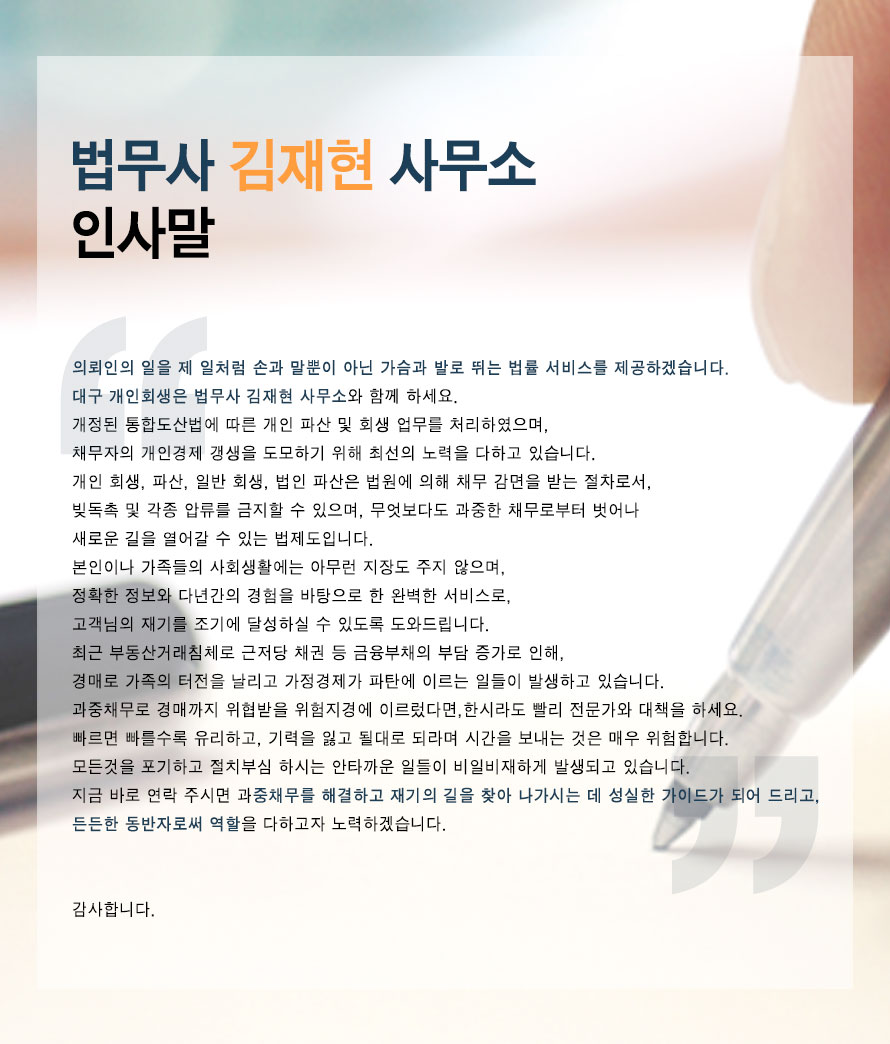 법무사 김재현 사무소
인사말
의뢰인의 일을 제 일처럼 손과 말뿐이 아닌 가슴과 발로 뛰는 법률 서비스를 제공하겠습니다.
대구 개인회생은 법무사 김재현 사무소와 함께 하세요.
개정된 통합도산법에 따른 개인 파산 및 회생 업무를 처리하였으며,
채무자의 개인경제 갱생을 도모하기 위해 최선의 노력을 다하고 있습니다.
개인 회생, 파산, 일반 회생, 법인 파산은 법원에 의해 채무 감면을 받는 절차로서,
빚독촉 및 각종 압류를 금지할 수 있으며, 무엇보다도 과중한 채무로부터 벗어나
새로운 길을 열어갈 수 있는 법제도입니다.
본인이나 가족들의 사회생활에는 아무런 지장도 주지 않으며,
정확한 정보와 다년간의 경험을 바탕으로 한 완벽한 서비스로,
고객님의 재기를 조기에 달성하실 수 있도록 도와드립니다.
최근 부동산거래침체로 근저당 채권 등 금융부채의 부담 증가로 인해,
경매로 가족의 터전을 날리고 가정경제가 파탄에 이르는 일들이 발생하고 있습니다.
과중채무로 경매까지 위협받을 위험지경에 이르렀다면,한시라도 빨리 전문가와 대책을 하세요.
빠르면 빠를수록 유리하고, 기력을 잃고 될대로 되라며 시간을 보내는 것은 매우 위험합니다.
모든것을 포기하고 절치부심 하시는 안타까운 일들이 비일비재하게 발생되고 있습니다.
지금 바로 연락 주시면 과중채무를 해결하고 재기의 길을 찾아 나가시는 데 성실한 가이드가 되어 드리고,
든든한 동반자로써 역할을 다하고자 노력하겠습니다.
감사합니다.